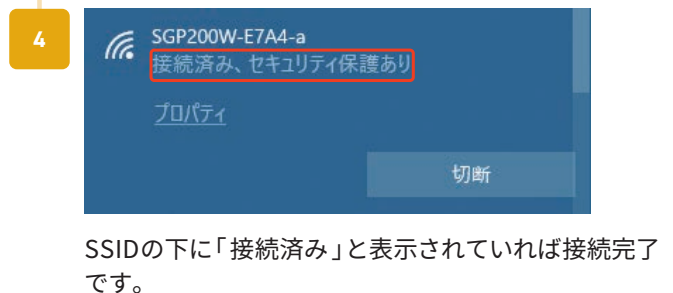 4
SGP200W-E7A4-a
接続済み、セキュリティ保護あり
プロパティ
切断
SSIDの下に「接続済み」と表示されていれば接続完了
です。